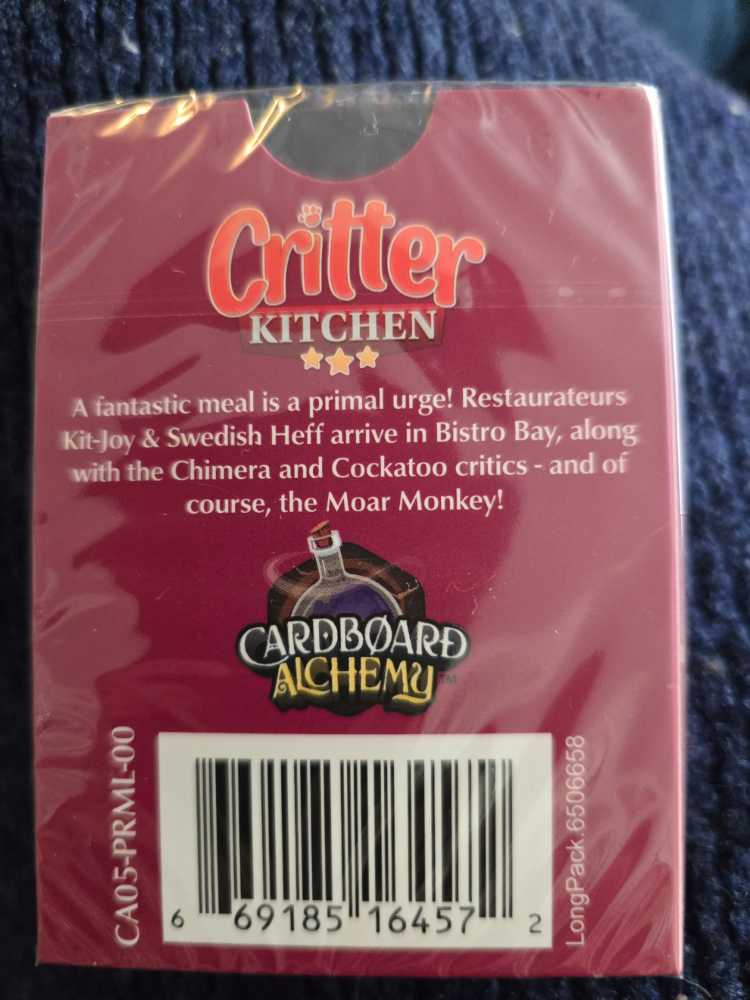 Critter
KITCHEN
A fantastic meal is a primal urge! Restaurateurs
Kit-Joy & Swedish Heff arrive in Bistro Bay, along
with the Chimera and Cockatoo critics - and of
course, the Moar Monkey!
CARDBØARD
ALCHEMY™
CA05-PRML-00
6 69185 16457 2
LongPack.6506658